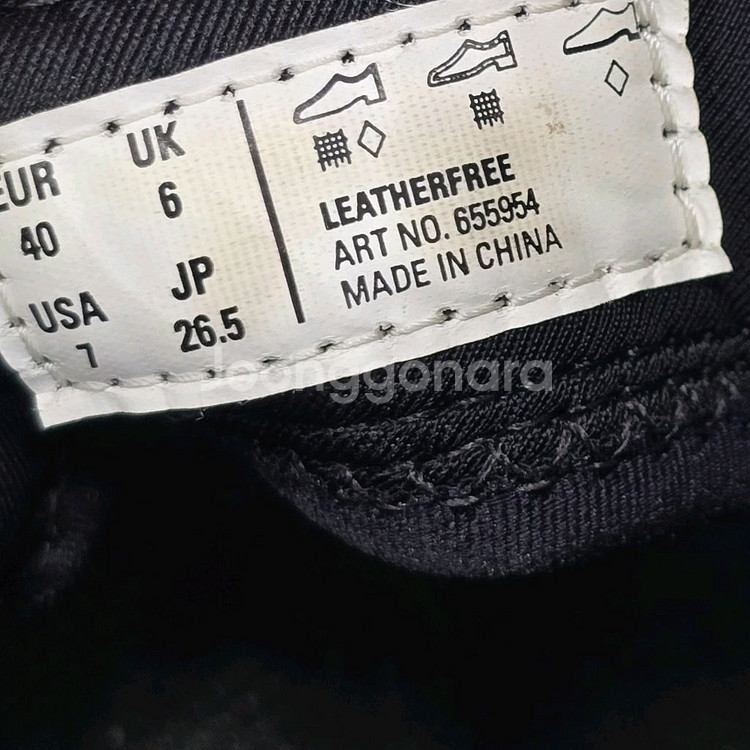 EUR UK
40 6
USA JP
7 26.5
LEATHERFREE
ART NO. 655954
MADE IN CHINA
Joonggonara